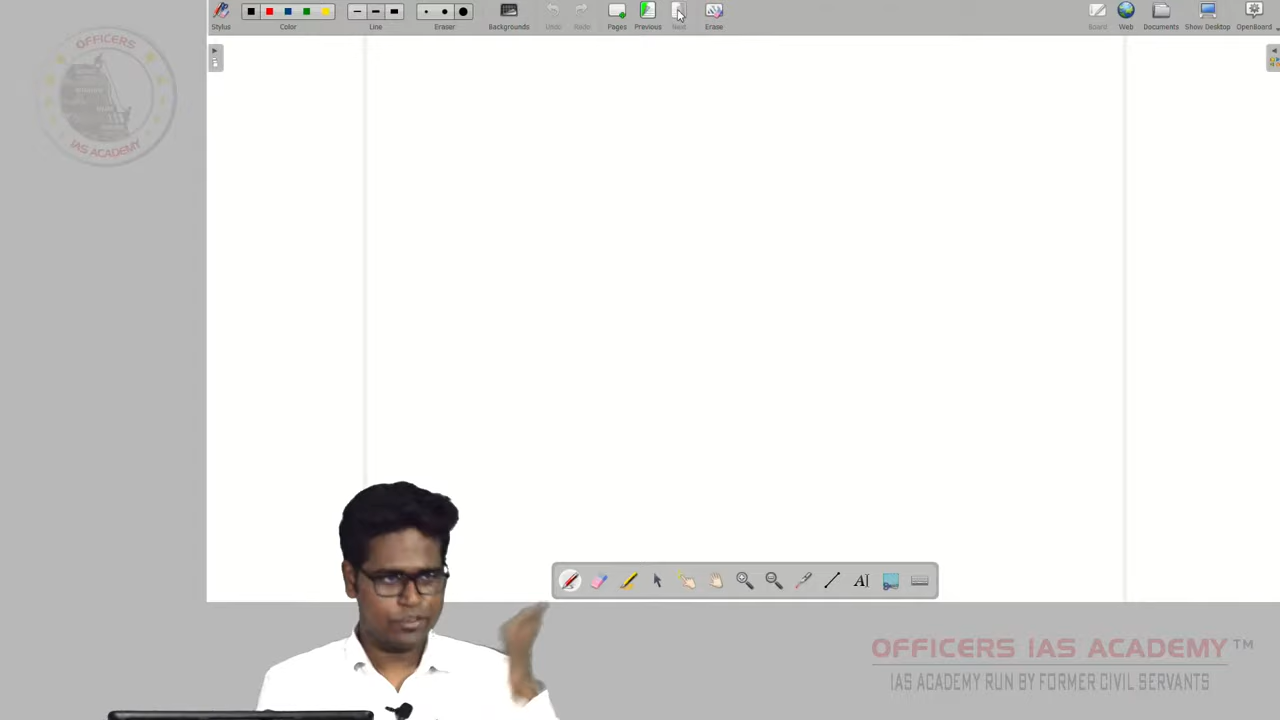 OFFICERS
IAS ACADEMY
Stylus
Color
Line
Eraser
Backgrounds
Undo
Redo
Pages
Previous
Next
Erase
Board
Web
Documents
Show Desktop
OpenBoard
AI
OFFICERS IAS ACADEMY™
IAS ACADEMY RUN BY FORMER CIVIL SERVANTS